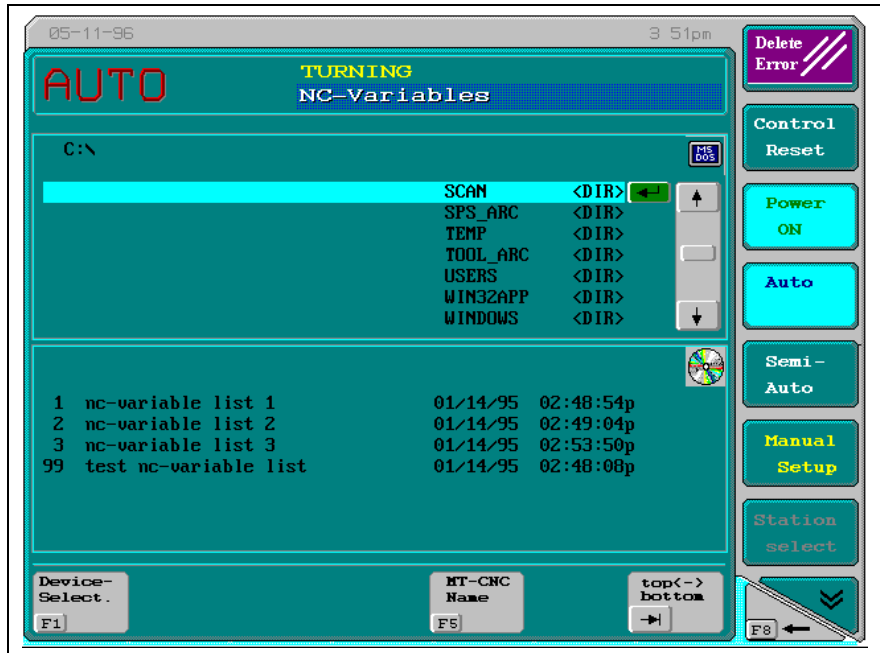 05-11-96 3 51pm
AUTO
TURNING
NC-Variables
C:\
MS
DOS
SCAN <DIR>
SPS_ARC <DIR>
TEMP <DIR>
TOOL_ARC <DIR>
USERS <DIR>
WIN32APP <DIR>
WINDOWS <DIR>
1 nc-variable list 1 01/14/95 02:48:54p
2 nc-variable list 2 01/14/95 02:49:04p
3 nc-variable list 3 01/14/95 02:53:50p
99 test nc-variable list 01/14/95 02:48:08p
Device-
Select.
F1
MT-CNC
Name
F5
top<->
bottom
Delete
Error
Control
Reset
Power
ON
Auto
Semi-
Auto
Manual
Setup
Station
select
F8